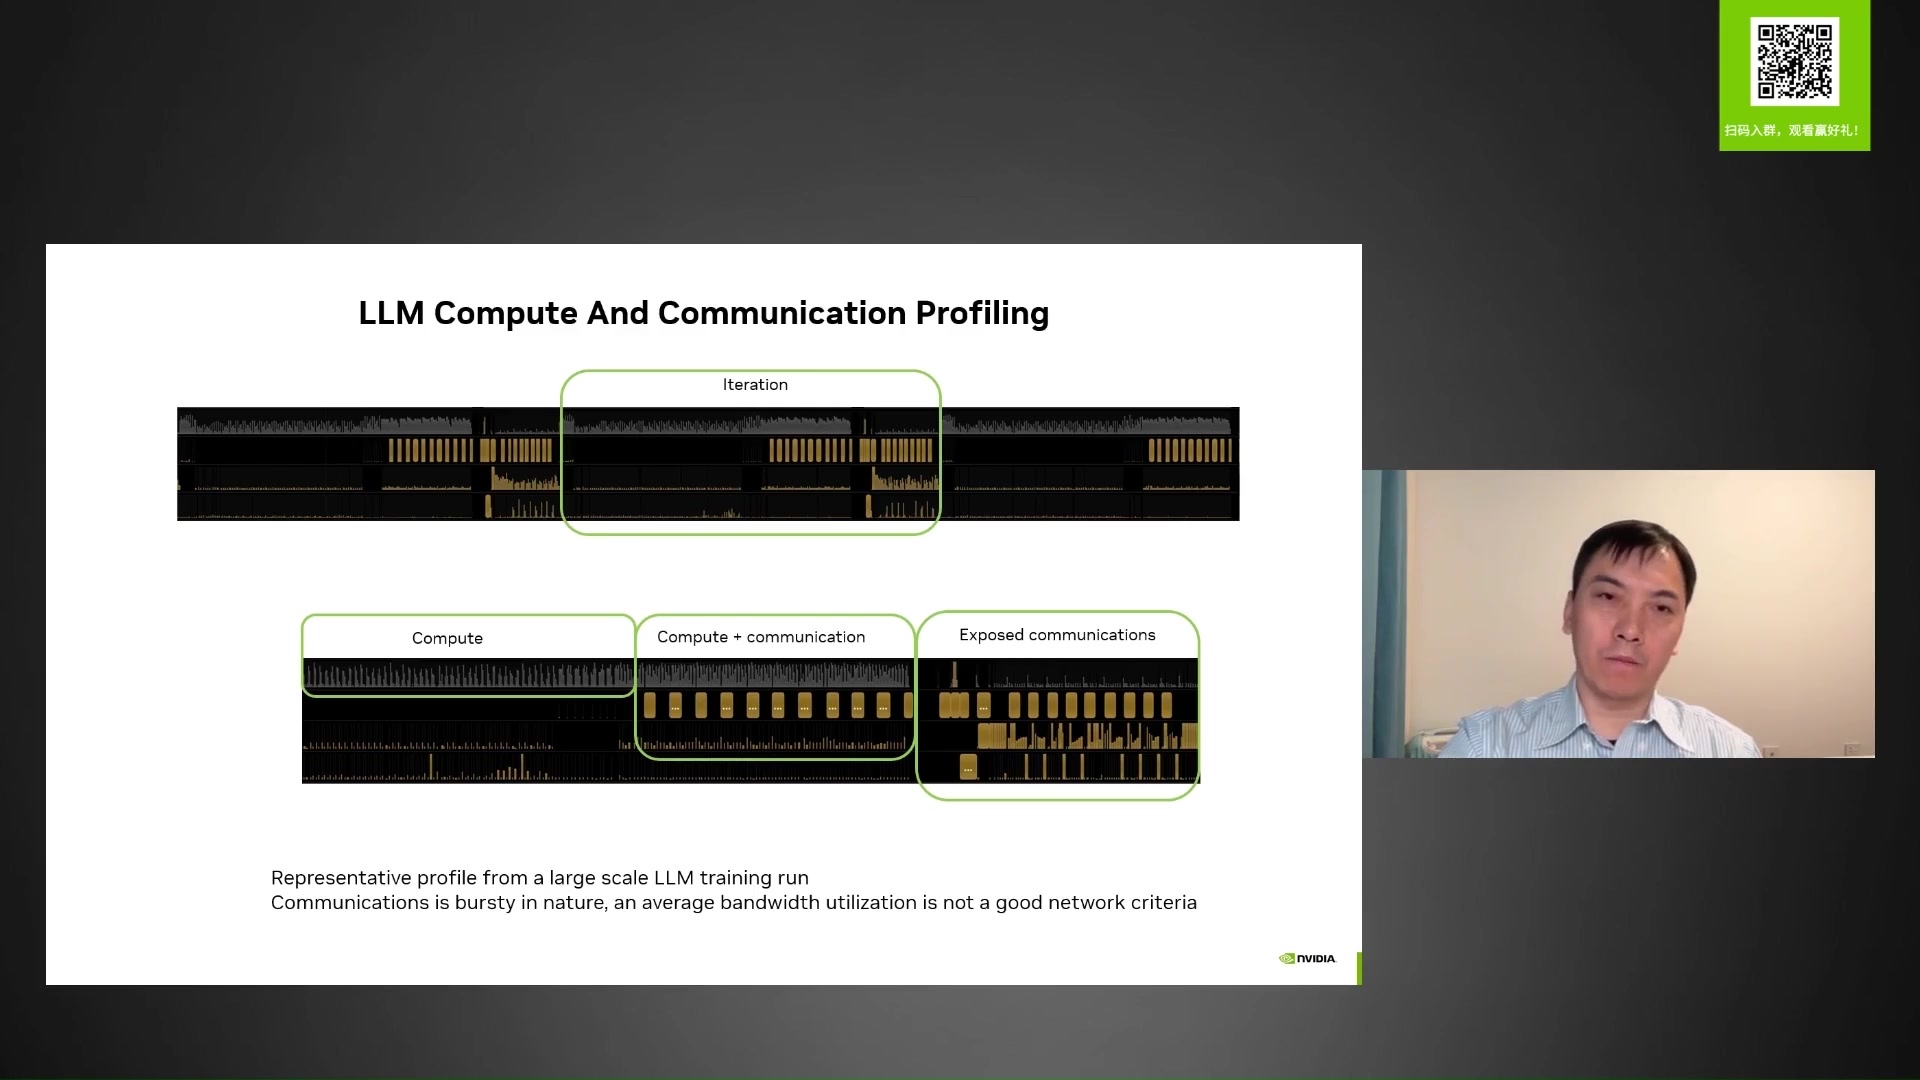 扫码入群，观看赢好礼！
LLM Compute And Communication Profiling
Iteration
Compute
Compute + communication
Exposed communications
Representative profile from a large scale LLM training run
Communications is bursty in nature, an average bandwidth utilization is not a good network criteria
NVIDIA